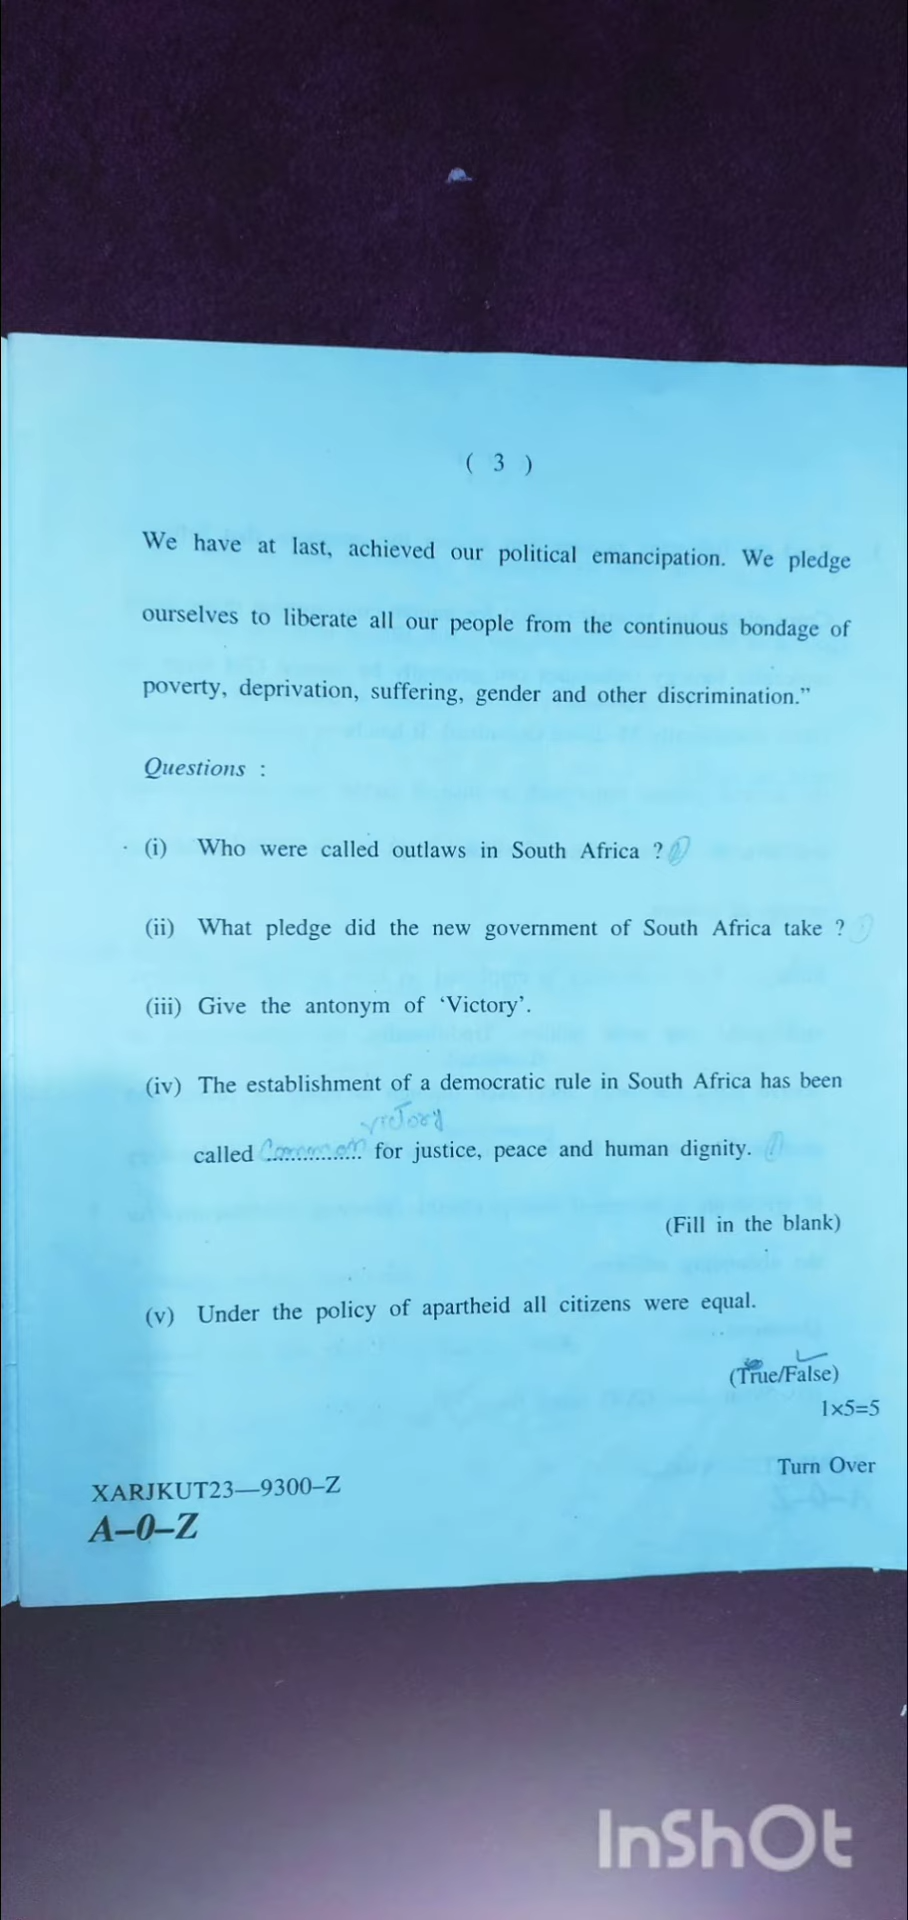 ( 3 )
We have at last, achieved our political emancipation. We pledge
ourselves to liberate all our people from the continuous bondage of
poverty, deprivation, suffering, gender and other discrimination.”
Questions :
(i) Who were called outlaws in South Africa ?
(ii) What pledge did the new government of South Africa take ?
(iii) Give the antonym of ‘Victory’.
(iv) The establishment of a democratic rule in South Africa has been
victory
called Common for justice, peace and human dignity.
(Fill in the blank)
(v) Under the policy of apartheid all citizens were equal.
(True/False)
1×5=5
Turn Over
XARJKUT23—9300–Z
A–0–Z
InShOt